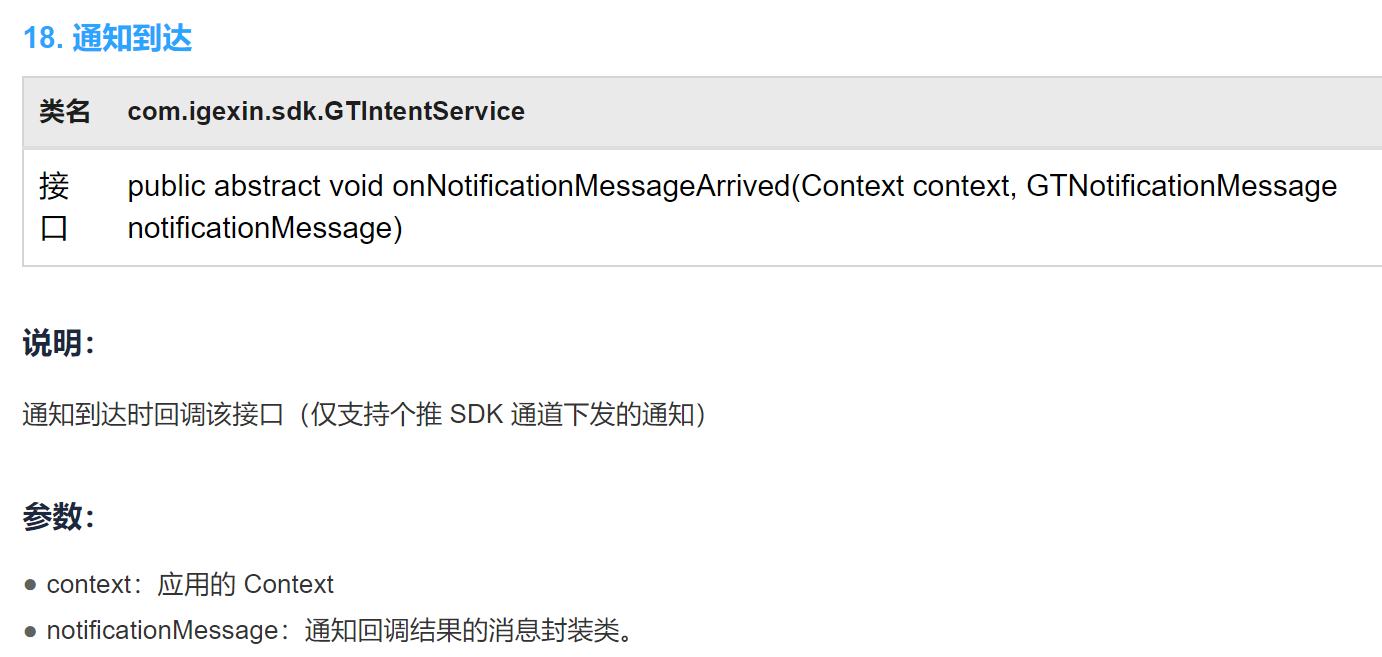 18. 通知到达
类名 com.igexin.sdk.GTIntentService
接口 public abstract void onNotificationMessageArrived(Context context, GTNotificationMessage
notificationMessage)
说明：
通知到达时回调该接口（仅支持个推 SDK 通道下发的通知）
参数：
● context：应用的 Context
● notificationMessage：通知回调结果的消息封装类。